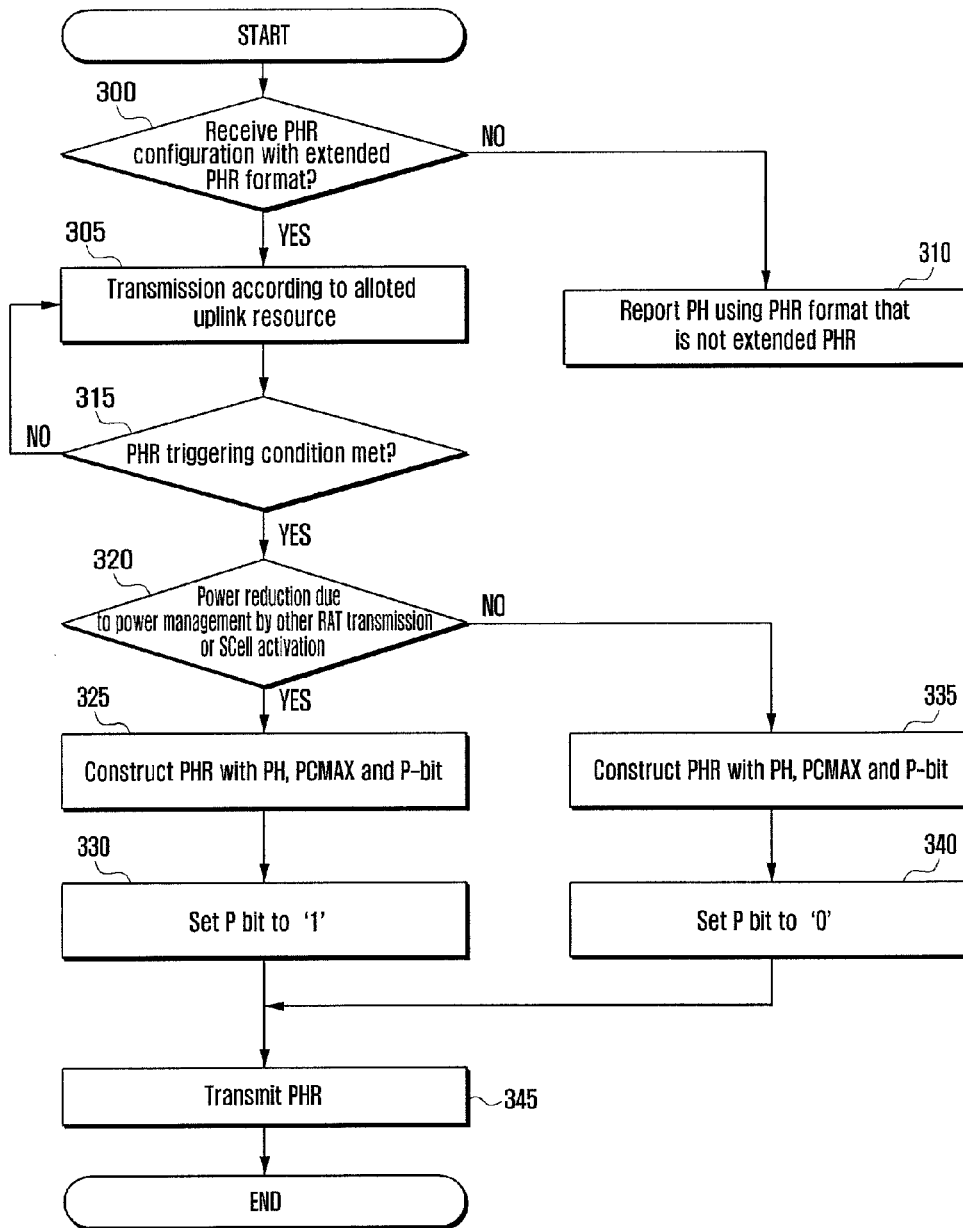 START
300
Receive PHR
configuration with extended
PHR format?
NO
YES
305
Transmission according to alloted
uplink resource
310
Report PH using PHR format that
is not extended PHR
315
NO
PHR triggering condition met?
YES
320
Power reduction due
to power management by other RAT transmission
or SCell activation
NO
YES
325
Construct PHR with PH, PCMAX and P-bit
335
Construct PHR with PH, PCMAX and P-bit
330
Set P bit to ‘1’
340
Set P bit to ‘0’
Transmit PHR
345
END